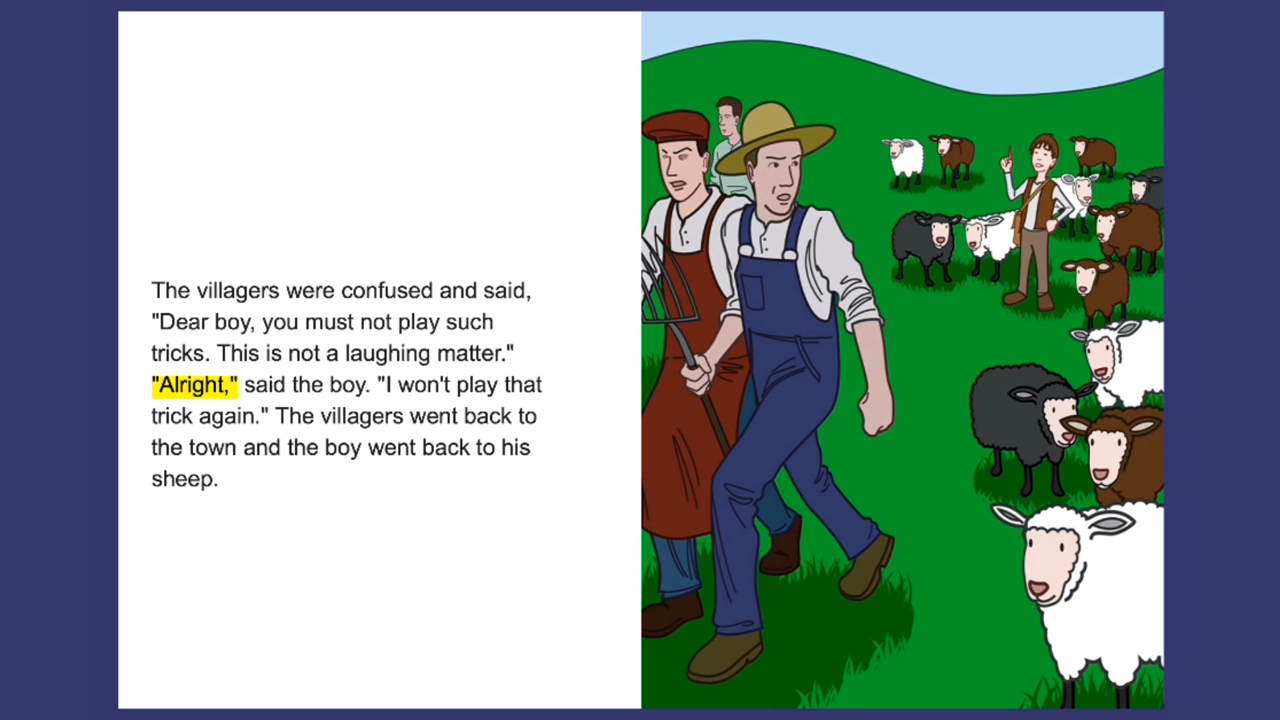 The villagers were confused and said,
"Dear boy, you must not play such
tricks. This is not a laughing matter."
"Alright," said the boy. "I won't play that
trick again." The villagers went back to
the town and the boy went back to his
sheep.